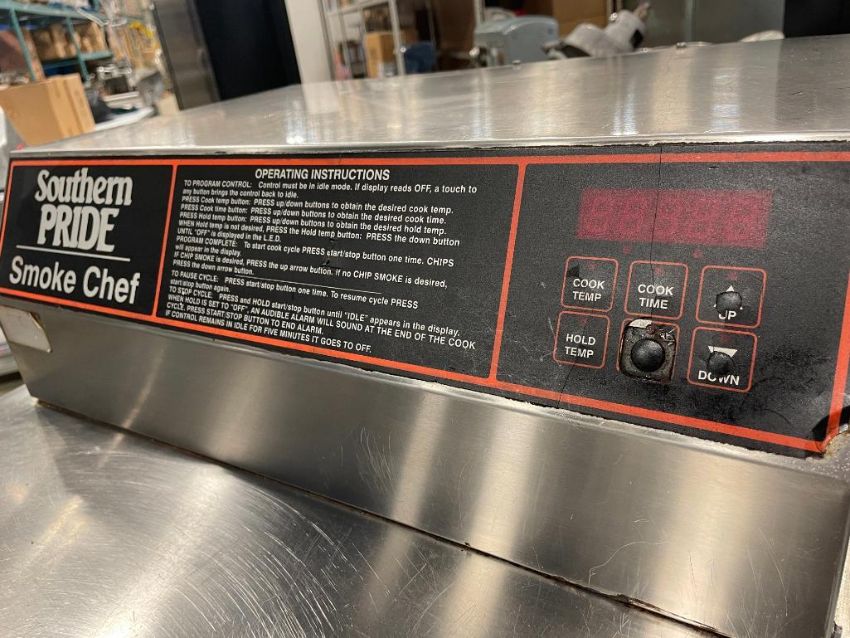 Southern
PRIDE
Smoke Chef
OPERATING INSTRUCTIONS
TO PROGRAM CONTROL: Control must be in idle mode. If display reads OFF, a touch to
any button brings the control back to idle.
PRESS Cook temp button: PRESS up/down buttons to obtain the desired cook temp.
PRESS Cook time button: PRESS up/down buttons to obtain the desired cook time.
PRESS Hold temp button: PRESS up/down buttons to obtain the desired hold temp.
WHEN Hold temp is not desired, PRESS the Hold temp button: PRESS the down button
UNTIL "OFF" is displayed in the L.E.D.
PROGRAM COMPLETE: To start cook cycle PRESS start/stop button one time. CHIPS
will appear in the display.
IF CHIP SMOKE is desired, PRESS the up arrow button. If no CHIP SMOKE is desired,
PRESS the down arrow button.
TO PAUSE CYCLE: PRESS start/stop button one time. To resume cycle PRESS
start/stop button again.
TO STOP CYCLE: PRESS and HOLD start/stop button until "IDLE" appears in the display.
WHEN HOLD IS SET TO "OFF", AN AUDIBLE ALARM WILL SOUND AT THE END OF THE COOK
CYCLE. PRESS START/STOP BUTTON TO END ALARM.
IF CONTROL REMAINS IN IDLE FOR FIVE MINUTES IT GOES TO OFF.
COOK
TEMP
COOK
TIME
UP
HOLD
TEMP
DOWN